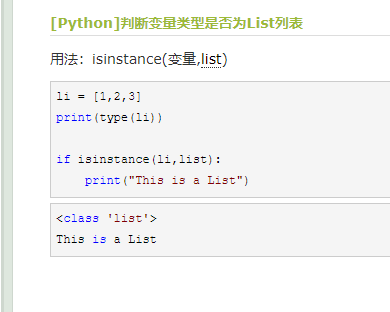 [Python]判断变量类型是否为List列表
用法：isinstance(变量,list)
li = [1,2,3]
print(type(li))
if isinstance(li,list):
    print("This is a List")
<class 'list'>
This is a List